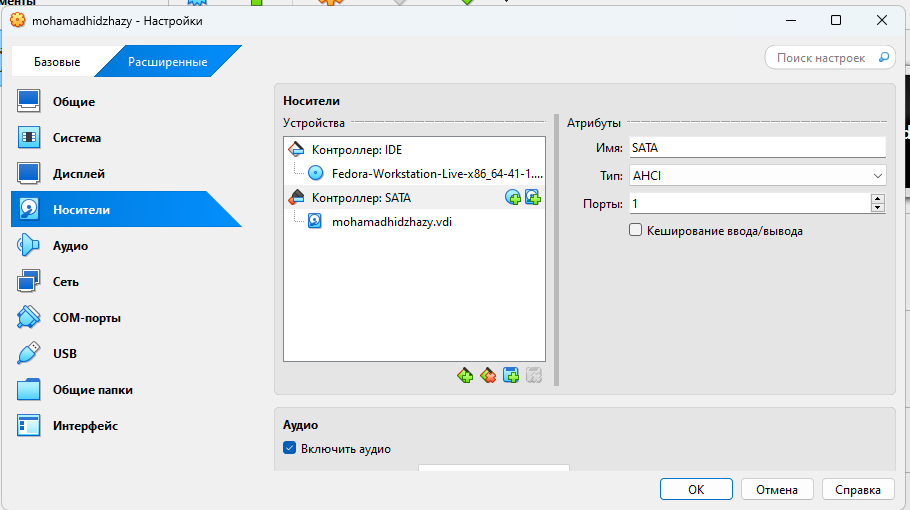 mohamadhidzhazy - Настройки
Базовые
Расширенные
Поиск настроек
Общие
Система
Дисплей
Носители
Аудио
Сеть
COM-порты
USB
Общие папки
Интерфейс
Носители
Устройства
Контроллер: IDE
Fedora-Workstation-Live-x86_64-41-1....
Контроллер: SATA
mohamadhidzhazy.vdi
Атрибуты
Имя: SATA
Тип: AHCI
Порты: 1
Кеширование ввода/вывода
Аудио
Включить аудио
OK
Отмена
Справка